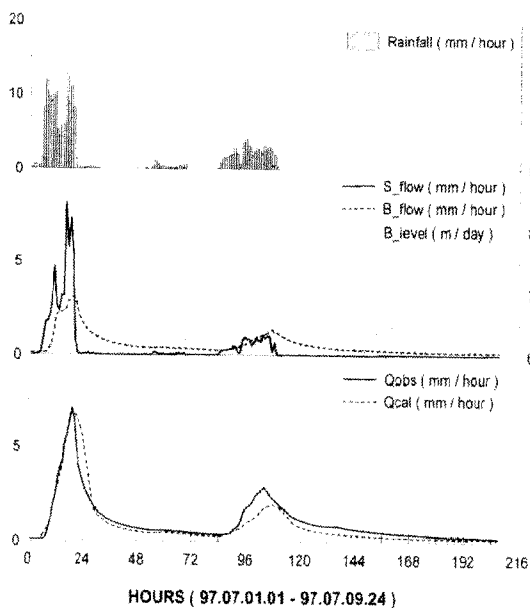 20
Rainfall ( mm / hour )
10
0
S_flow ( mm / hour )
B_flow ( mm / hour )
B_level ( m / day )
5
0
Qobs ( mm / hour )
Qcal ( mm / hour )
5
0
0 24 48 72 96 120 144 168 192 216
HOURS ( 97.07.01.01 - 97.07.09.24 )